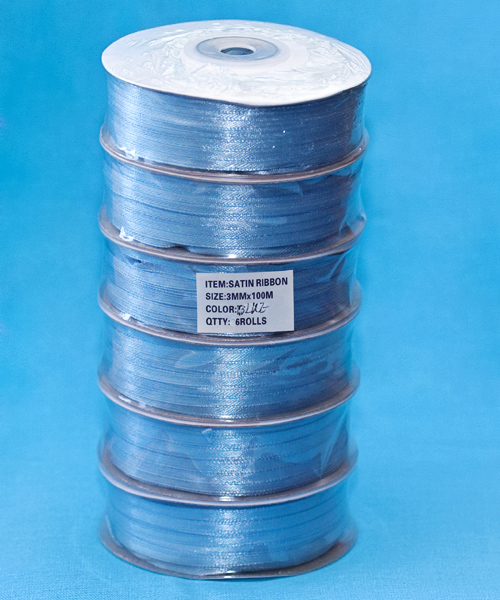 ITEM:SATIN RIBBON
SIZE:3MMx100M
COLOR:BLUE
QTTY: 6ROLLS